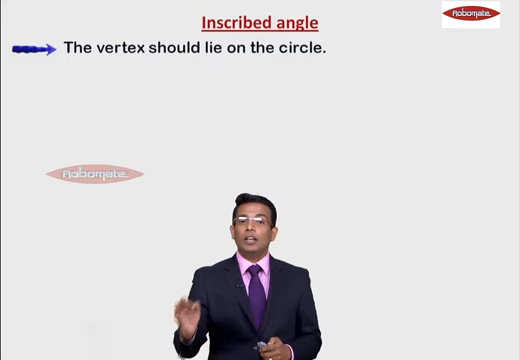 Inscribed angle
Robomate
The vertex should lie on the circle.
Robomate